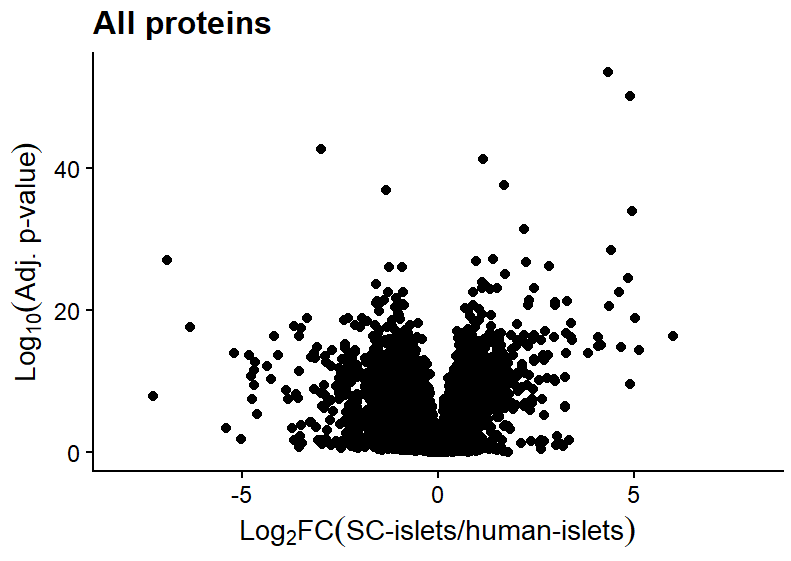 All proteins
Log₁₀(Adj. p-value)
40
20
0
-5 0 5
Log₂FC(SC-islets/human-islets)